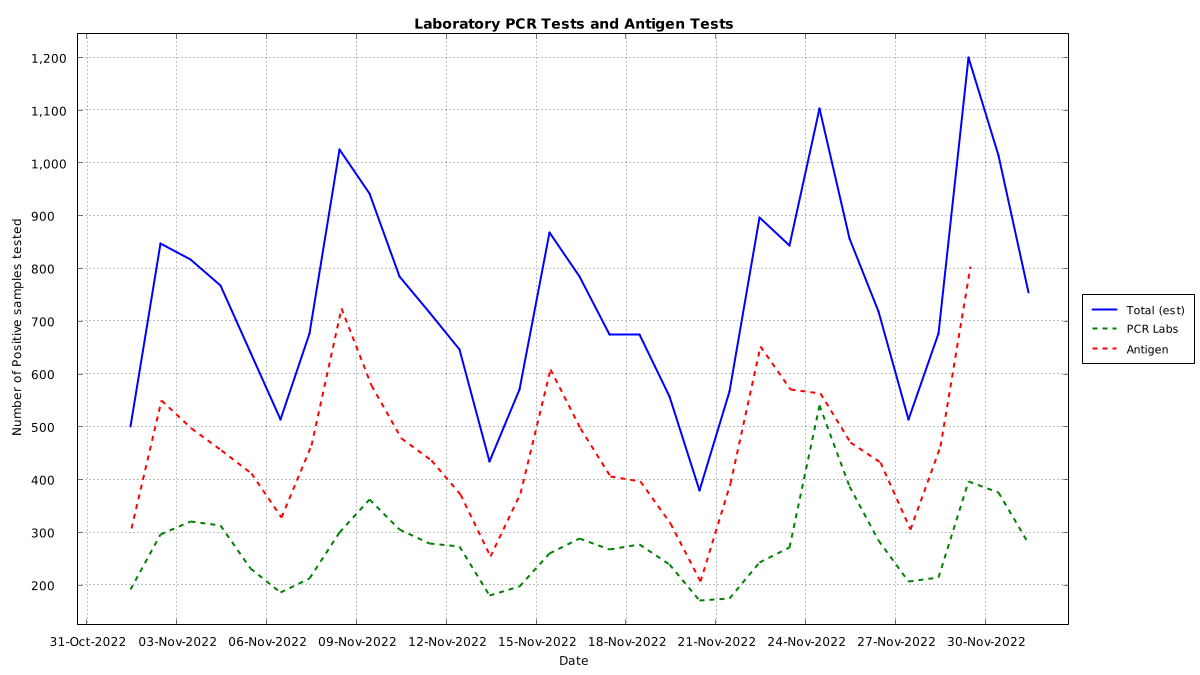 Laboratory PCR Tests and Antigen Tests
1,200
1,100
1,000
900
800
700
600
500
400
300
200
Number of Positive samples tested
31-Oct-2022 03-Nov-2022 06-Nov-2022 09-Nov-2022 12-Nov-2022 15-Nov-2022 18-Nov-2022 21-Nov-2022 24-Nov-2022 27-Nov-2022 30-Nov-2022
Date
Total (est)
PCR Labs
Antigen